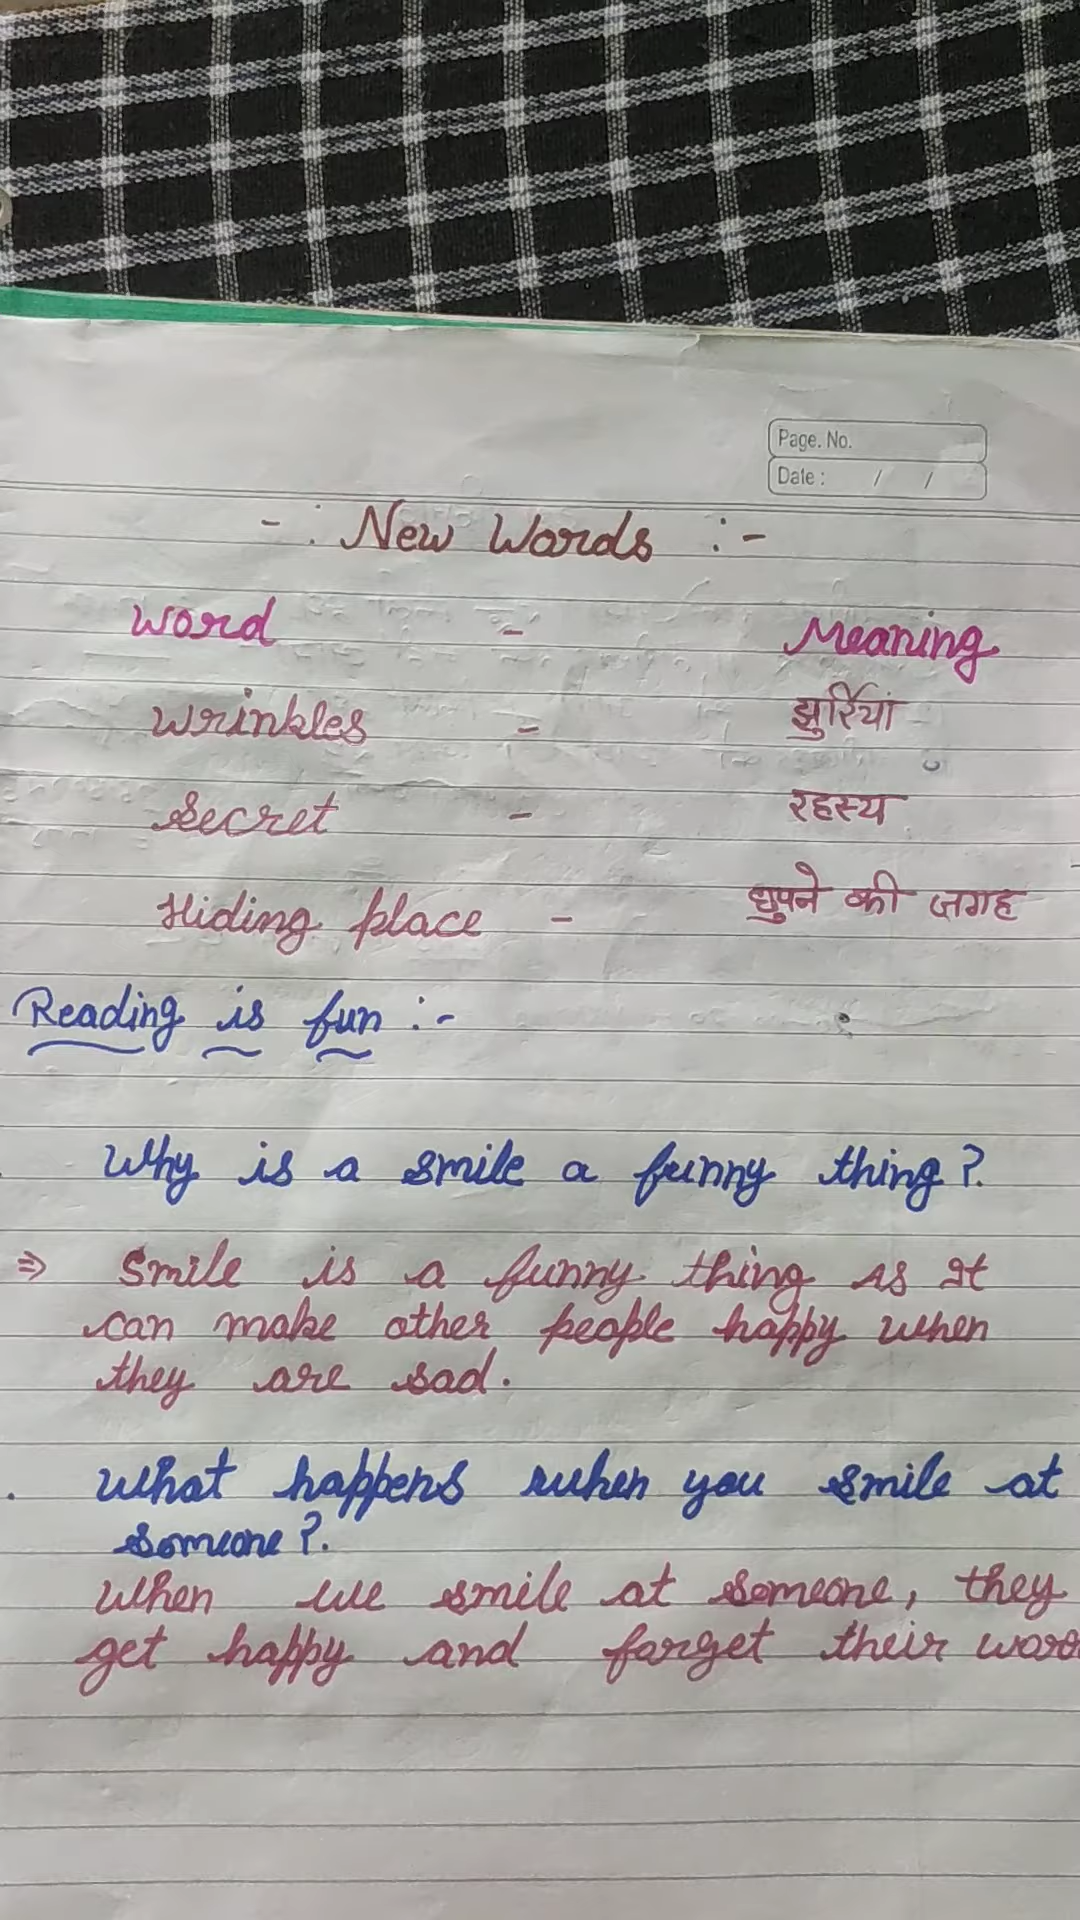 Page. No.
Date : / /
- : New Words : -
Word - Meaning
Wrinkles - झुर्रियां
Secret - रहस्य
Hiding place - छुपने की जगह
Reading is fun :-
Why is a smile a funny thing?
⇒ Smile is a funny thing as It
can make other people happy when
they are sad.
. What happens when you smile at
someone?.
When we smile at someone, they
get happy and forget their